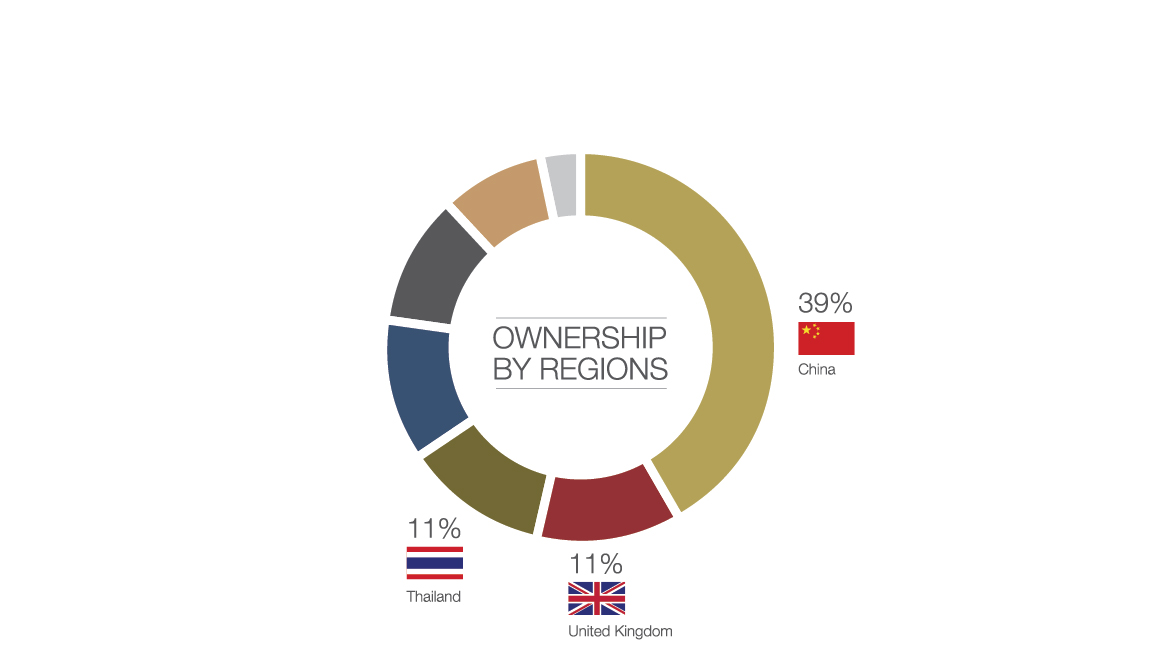 OWNERSHIP
BY REGIONS
39%
China
11%
United Kingdom
11%
Thailand